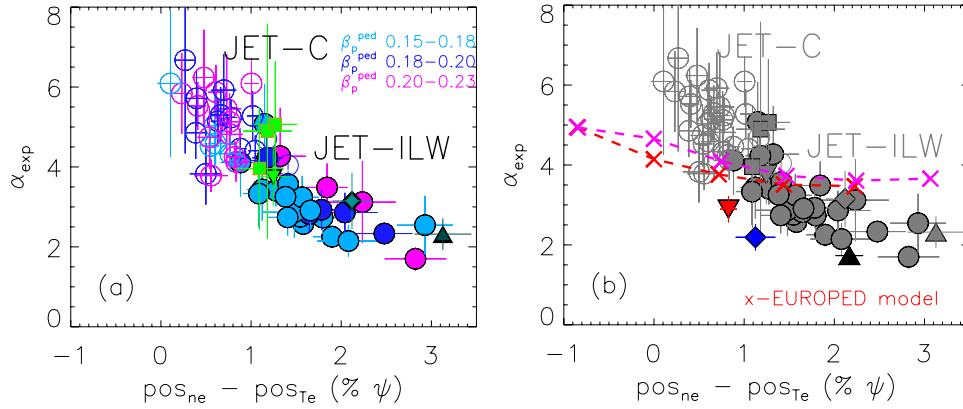 8
6
4
2
0
α_exp
JET-C
β_p^ped 0.15-0.18
β_p^ped 0.18-0.20
β_p^ped 0.20-0.23
JET-ILW
(a)
-1 0 1 2 3
pos_ne - pos_Te (% ψ)
8
6
4
2
0
α_exp
JET-C
JET-ILW
(b)
x-EUROPED model
-1 0 1 2 3
pos_ne - pos_Te (% ψ)